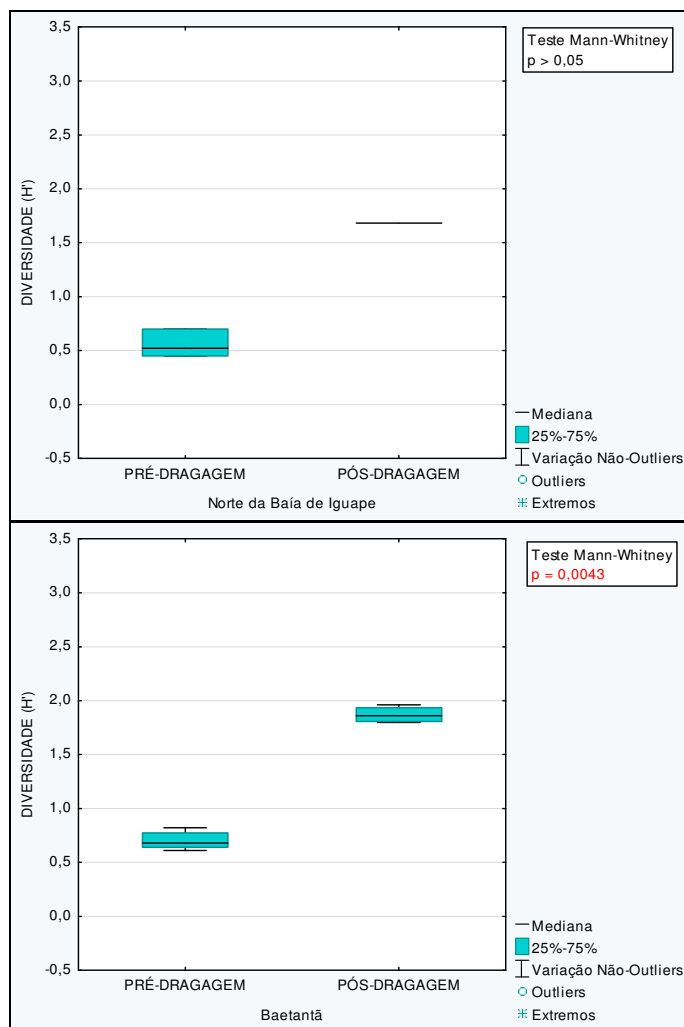 Teste Mann-Whitney
p > 0,05
DIVERSIDADE (H')
3,5
3,0
2,5
2,0
1,5
1,0
0,5
0,0
-0,5
PRÉ-DRAGAGEM
PÓS-DRAGAGEM
Norte da Baía de Iguape
Mediana
25%-75%
Variação Não-Outliers
Outliers
Extremos
Teste Mann-Whitney
p = 0,0043
DIVERSIDADE (H')
3,5
3,0
2,5
2,0
1,5
1,0
0,5
0,0
-0,5
PRÉ-DRAGAGEM
PÓS-DRAGAGEM
Baetantã
Mediana
25%-75%
Variação Não-Outliers
Outliers
Extremos